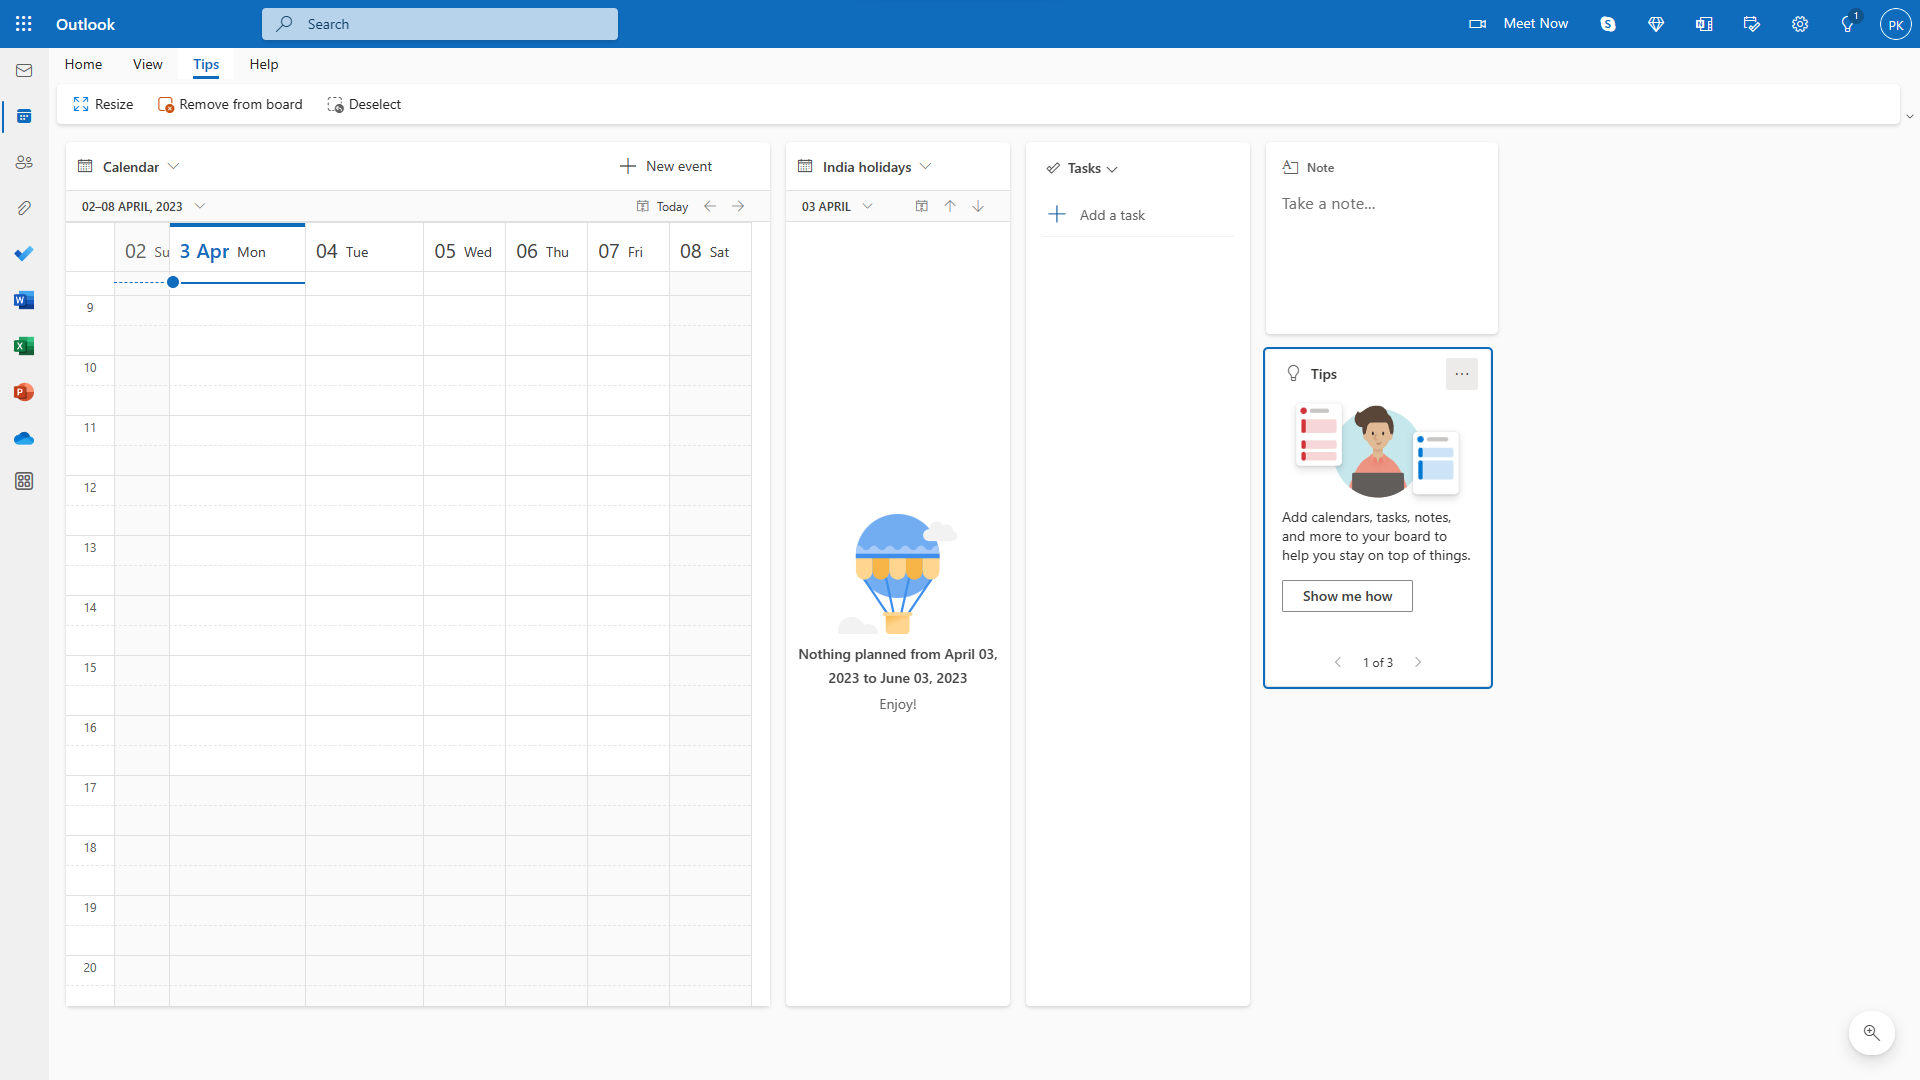 Outlook
Search
Meet Now
1
PK
Home
View
Tips
Help
Resize
Remove from board
Deselect
Calendar
New event
02–08 APRIL, 2023
Today
02 Su
3 Apr Mon
04 Tue
05 Wed
06 Thu
07 Fri
08 Sat
9
10
11
12
13
14
15
16
17
18
19
20
India holidays
03 APRIL
Nothing planned from April 03,
2023 to June 03, 2023
Enjoy!
Tasks
Add a task
Note
Take a note...
Tips
Add calendars, tasks, notes,
and more to your board to
help you stay on top of things.
Show me how
1 of 3